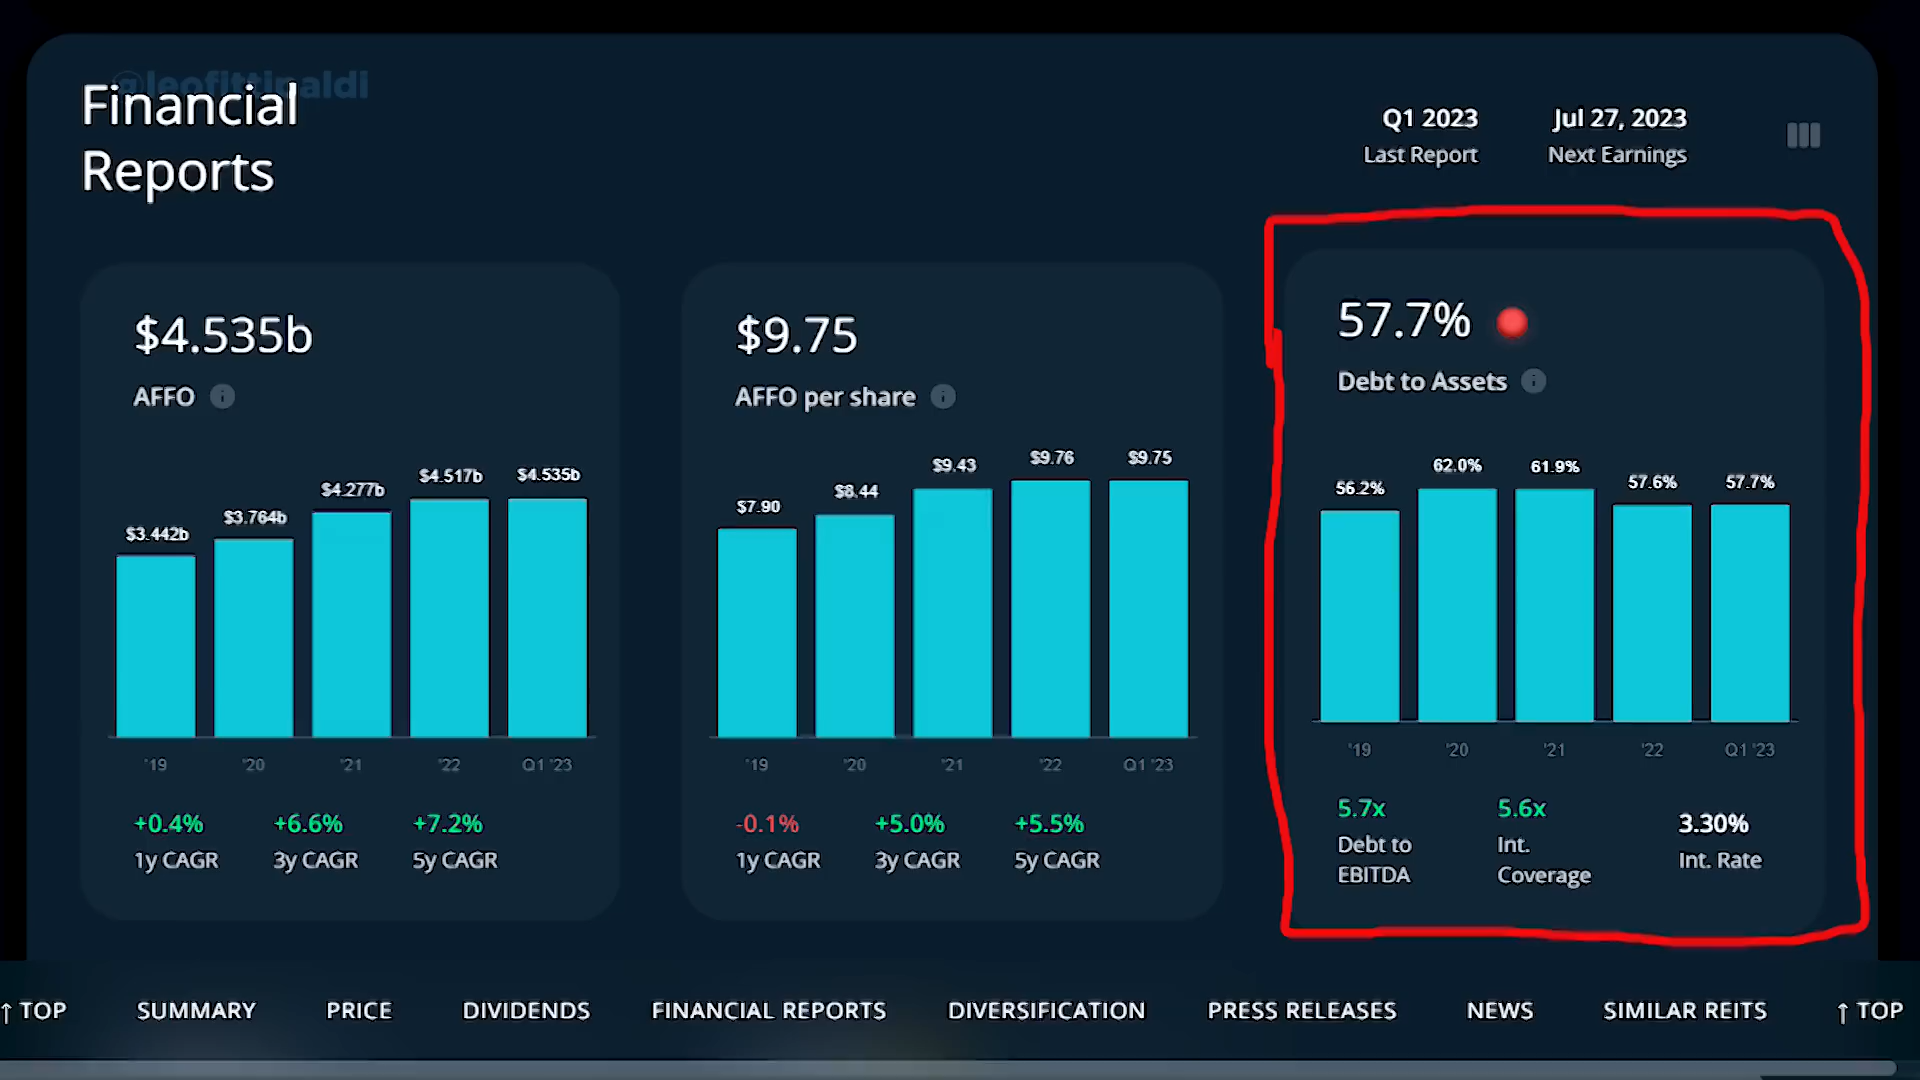 @leofittipaldi
Financial
Reports
Q1 2023
Last Report
Jul 27, 2023
Next Earnings
$4.535b
AFFO
$3.442b
$3.764b
$4.277b
$4.517b
$4.535b
'19
'20
'21
'22
Q1 '23
+0.4%
1y CAGR
+6.6%
3y CAGR
+7.2%
5y CAGR
$9.75
AFFO per share
$7.90
$8.44
$9.43
$9.76
$9.75
'19
'20
'21
'22
Q1 '23
-0.1%
1y CAGR
+5.0%
3y CAGR
+5.5%
5y CAGR
57.7%
Debt to Assets
56.2%
62.0%
61.9%
57.6%
57.7%
'19
'20
'21
'22
Q1 '23
5.7x
Debt to
EBITDA
5.6x
Int.
Coverage
3.30%
Int. Rate
↑ TOP
SUMMARY
PRICE
DIVIDENDS
FINANCIAL REPORTS
DIVERSIFICATION
PRESS RELEASES
NEWS
SIMILAR REITS
↑ TOP